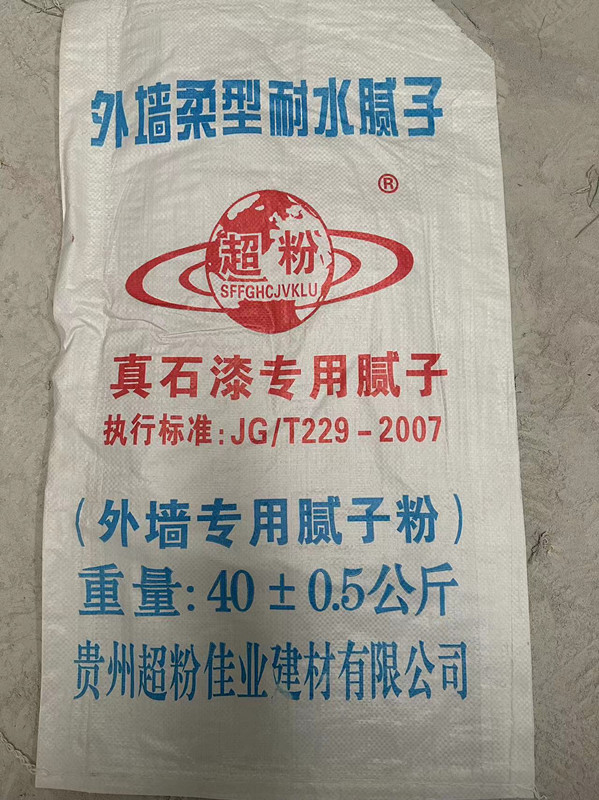 外墙柔型耐水腻子
®
超粉
SFFGHCJVKLU
真石漆专用腻子
执行标准:JG/T229-2007
(外墙专用腻子粉)
重量:40±0.5公斤
贵州超粉佳业建材有限公司